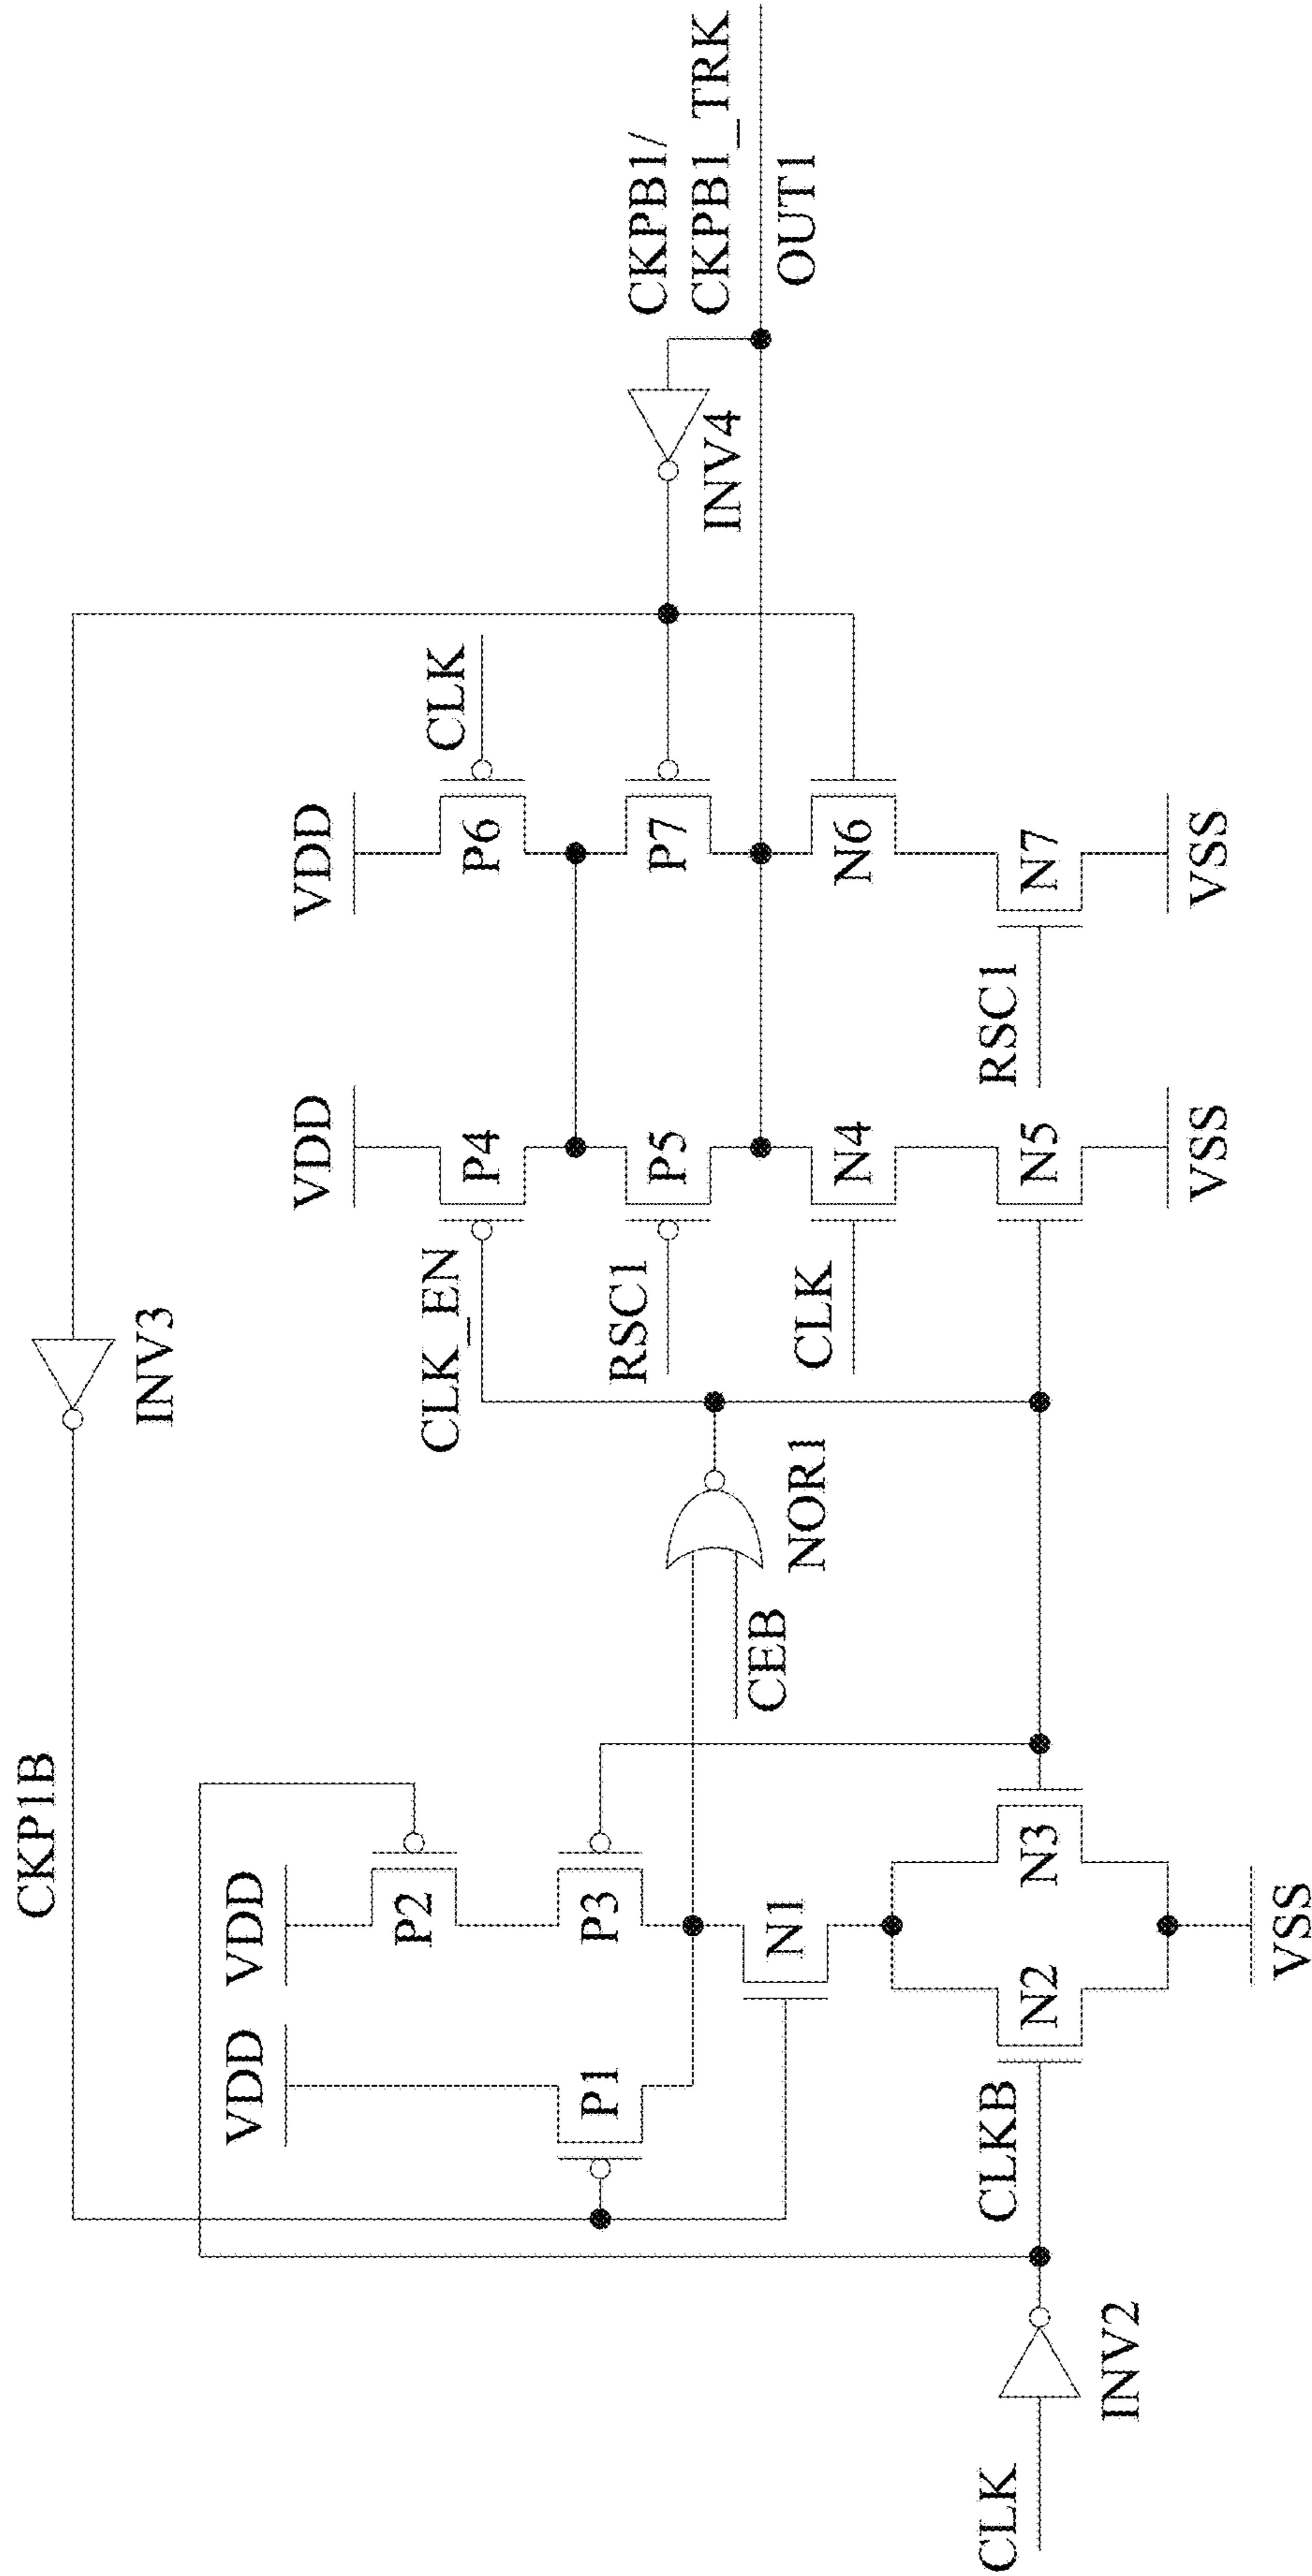 CKP1B
INV3
VDD
VDD
P1
P2
P3
N1
N2
N3
VSS
CLK
INV2
CLKB
CEB
NOR1
CLK_EN
RSC1
CLK
VDD
P4
P5
N4
N5
VSS
VDD
P6
P7
N6
N7
VSS
RSC1
CLK
INV4
CKPB1/
CKPB1_TRK
OUT1